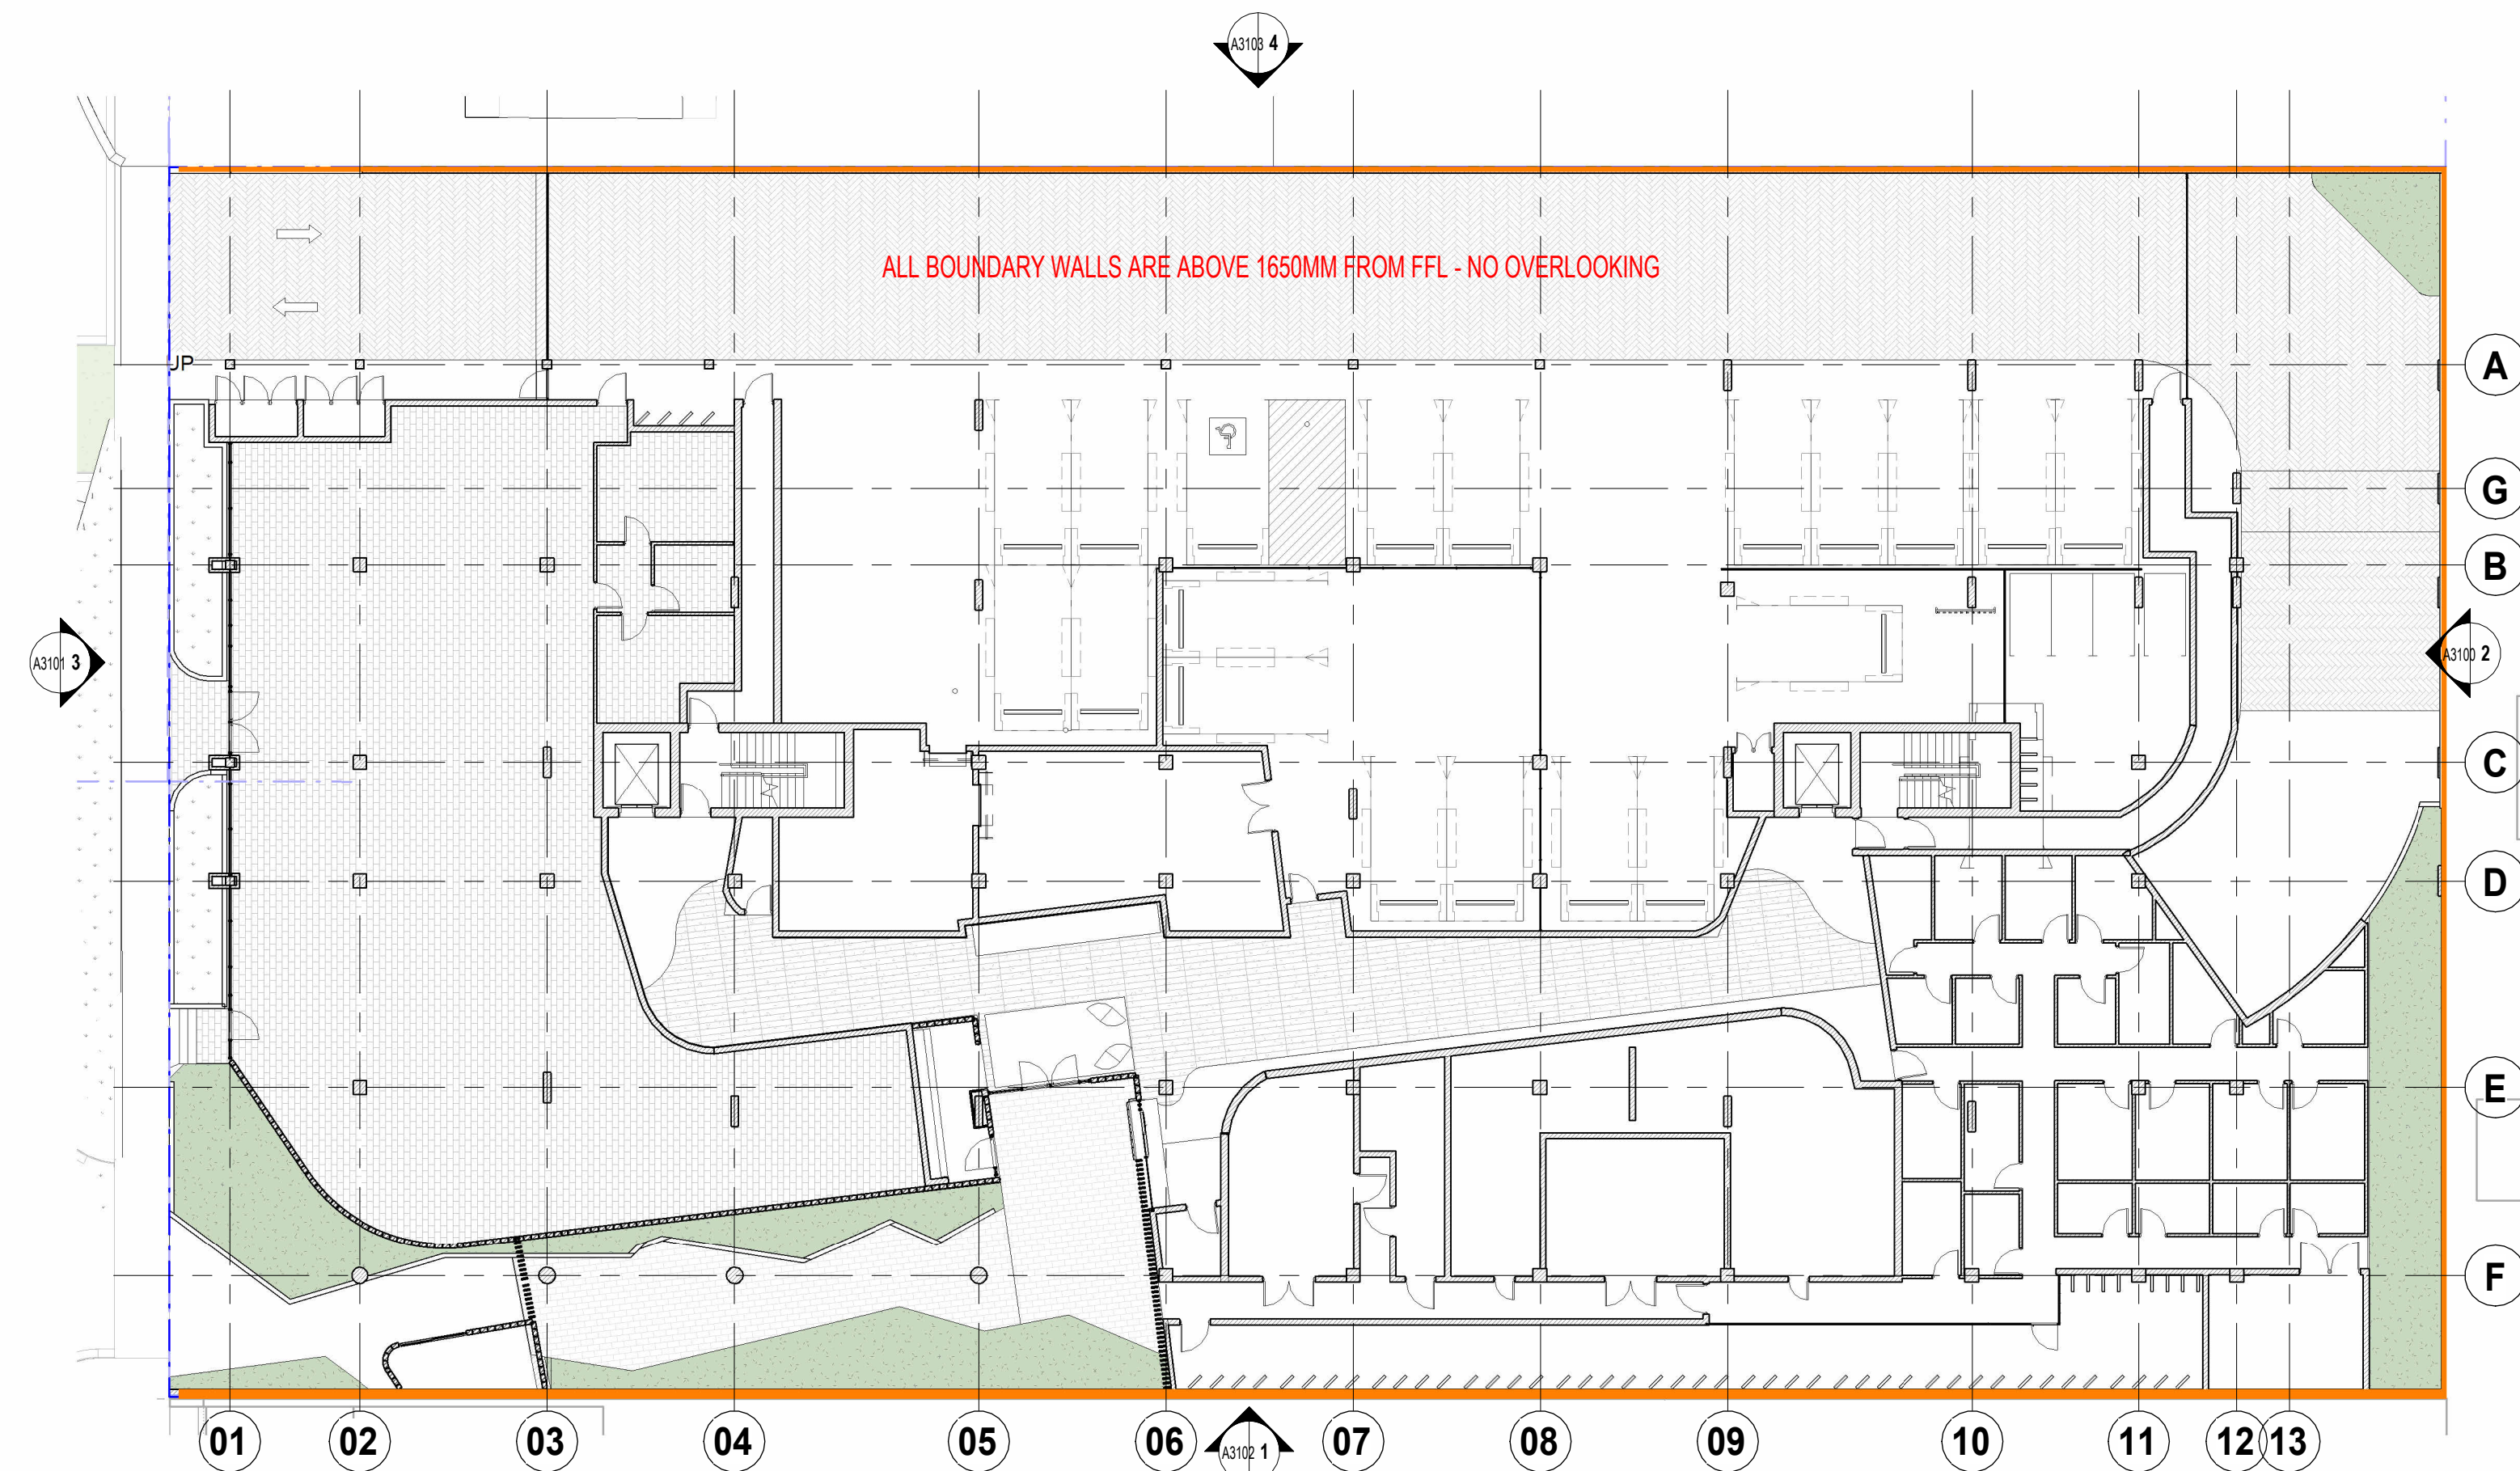 A3103 4
ALL BOUNDARY WALLS ARE ABOVE 1650MM FROM FFL - NO OVERLOOKING
UP
A
G
B
A3101 3
A3100 2
C
D
E
F
01 02 03 04 05 06 07 08 09 10 11 12 13
A3102 1